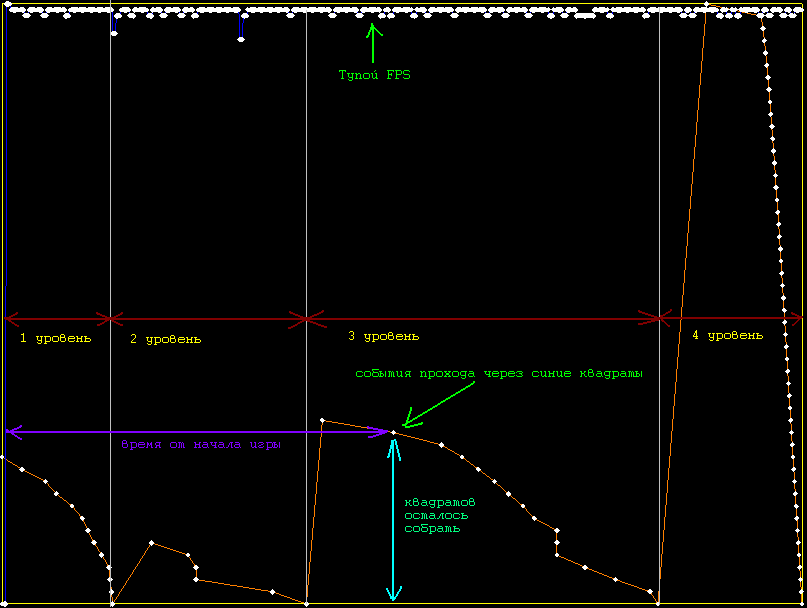 Тупой FPS
1 уровень
2 уровень
3 уровень
4 уровень
события прохода через синие квадраты
время от начала игры
квадратов
осталось
собрать